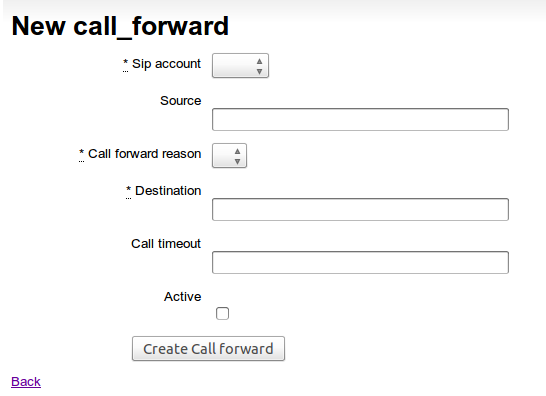 New call_forward
* Sip account
Source
* Call forward reason
* Destination
Call timeout
Active
Create Call forward
Back